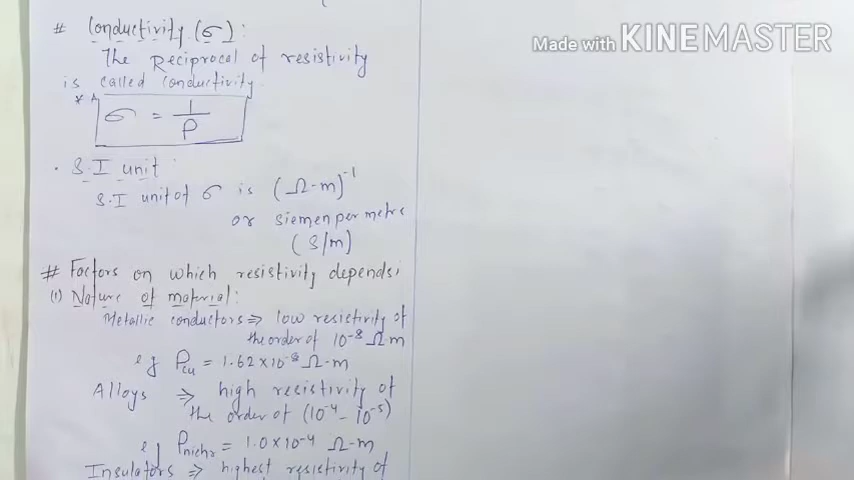 # Conductivity (σ):
The Reciprocal of resistivity
is called conductivity.
σ = 1/ρ
. S.I unit
S.I unit of σ is (Ω-m)⁻¹
or siemen per metre
(S/m)
# Factors on which resistivity depends:
(1) Nature of material:
Metallic conductors ⇒ low resistivity of
the order of 10⁻⁸ Ω m
eg ρcu = 1.62×10⁻⁸ Ω-m
Alloys ⇒ high resistivity of
the order of (10⁻⁴ - 10⁻⁵)
eg ρnichr = 1.0×10⁻⁴ Ω-m
Insulators ⇒ highest resistivity of
Made with KINEMASTER